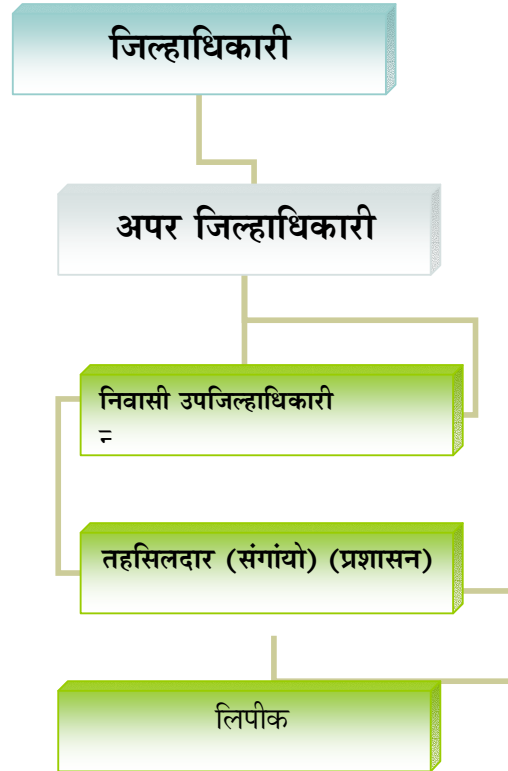 जिल्हाधिकारी
अपर जिल्हाधिकारी
निवासी उपजिल्हाधिकारी
तहसिलदार (संगांयो) (प्रशासन)
लिपीक